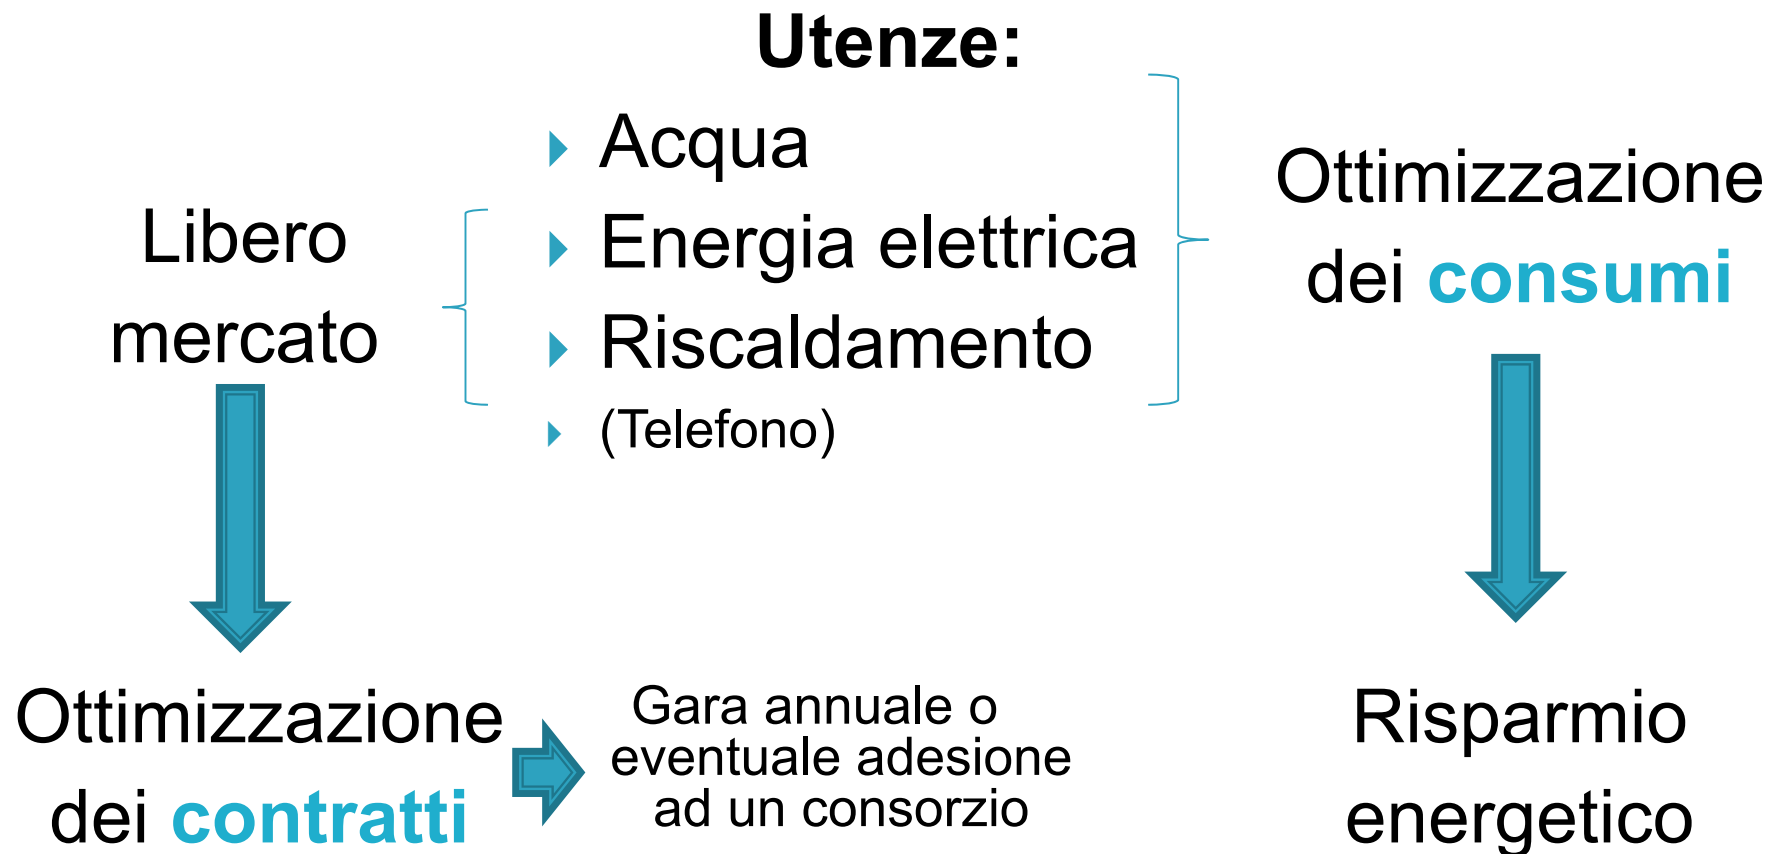 Utenze:
Acqua
Energia elettrica
Riscaldamento
(Telefono)
Libero
mercato
Ottimizzazione
dei consumi
Ottimizzazione
dei contratti
Gara annuale o
eventuale adesione
ad un consorzio
Risparmio
energetico